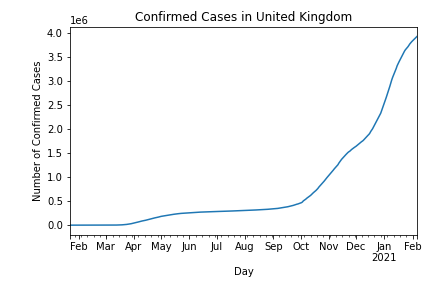 Confirmed Cases in United Kingdom
1e6
4.0
3.5
3.0
2.5
2.0
1.5
1.0
0.5
0.0
Number of Confirmed Cases
Feb Mar Apr May Jun Jul Aug Sep Oct Nov Dec Jan Feb
2021
Day